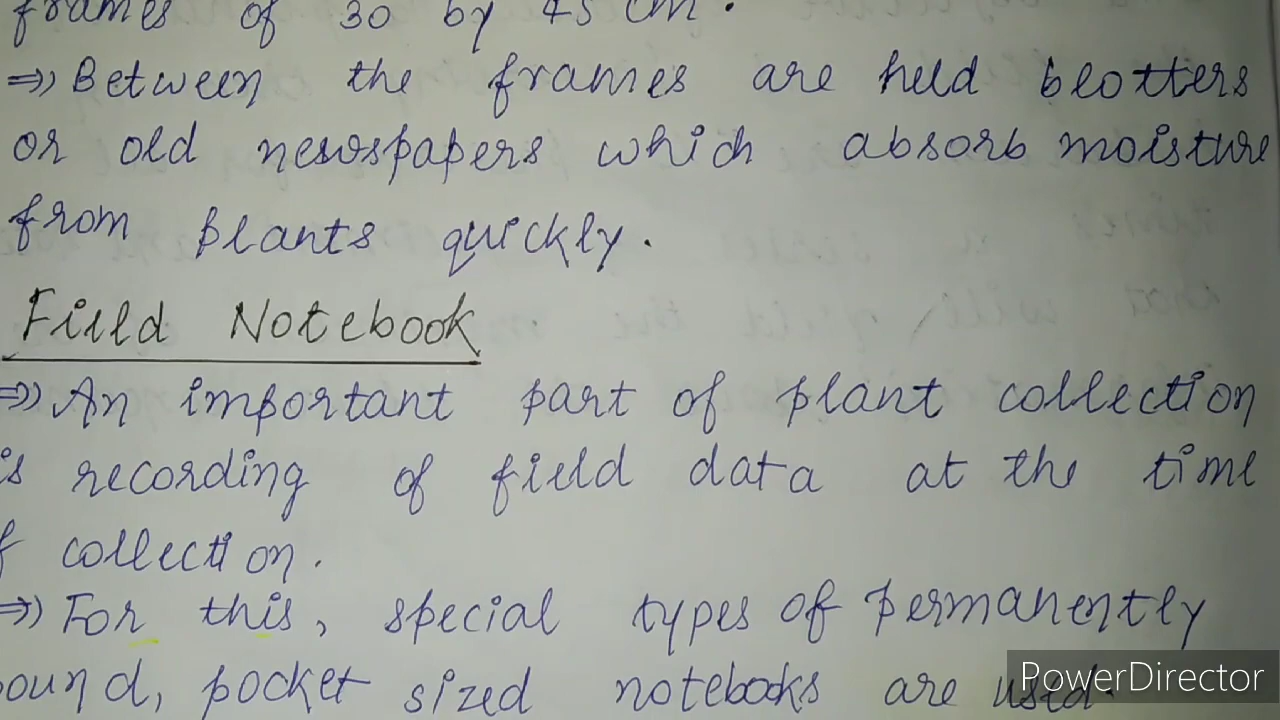 frames of 30 by 45 cm.
⇒) Between the frames are held blotters
or old newspapers which absorb moisture
from plants quickly.
Field Notebook
⇒) An important part of plant collection
is recording of field data at the time
of collection.
⇒) For this, special types of permanently
bound, pocket sized notebooks are used.
PowerDirector